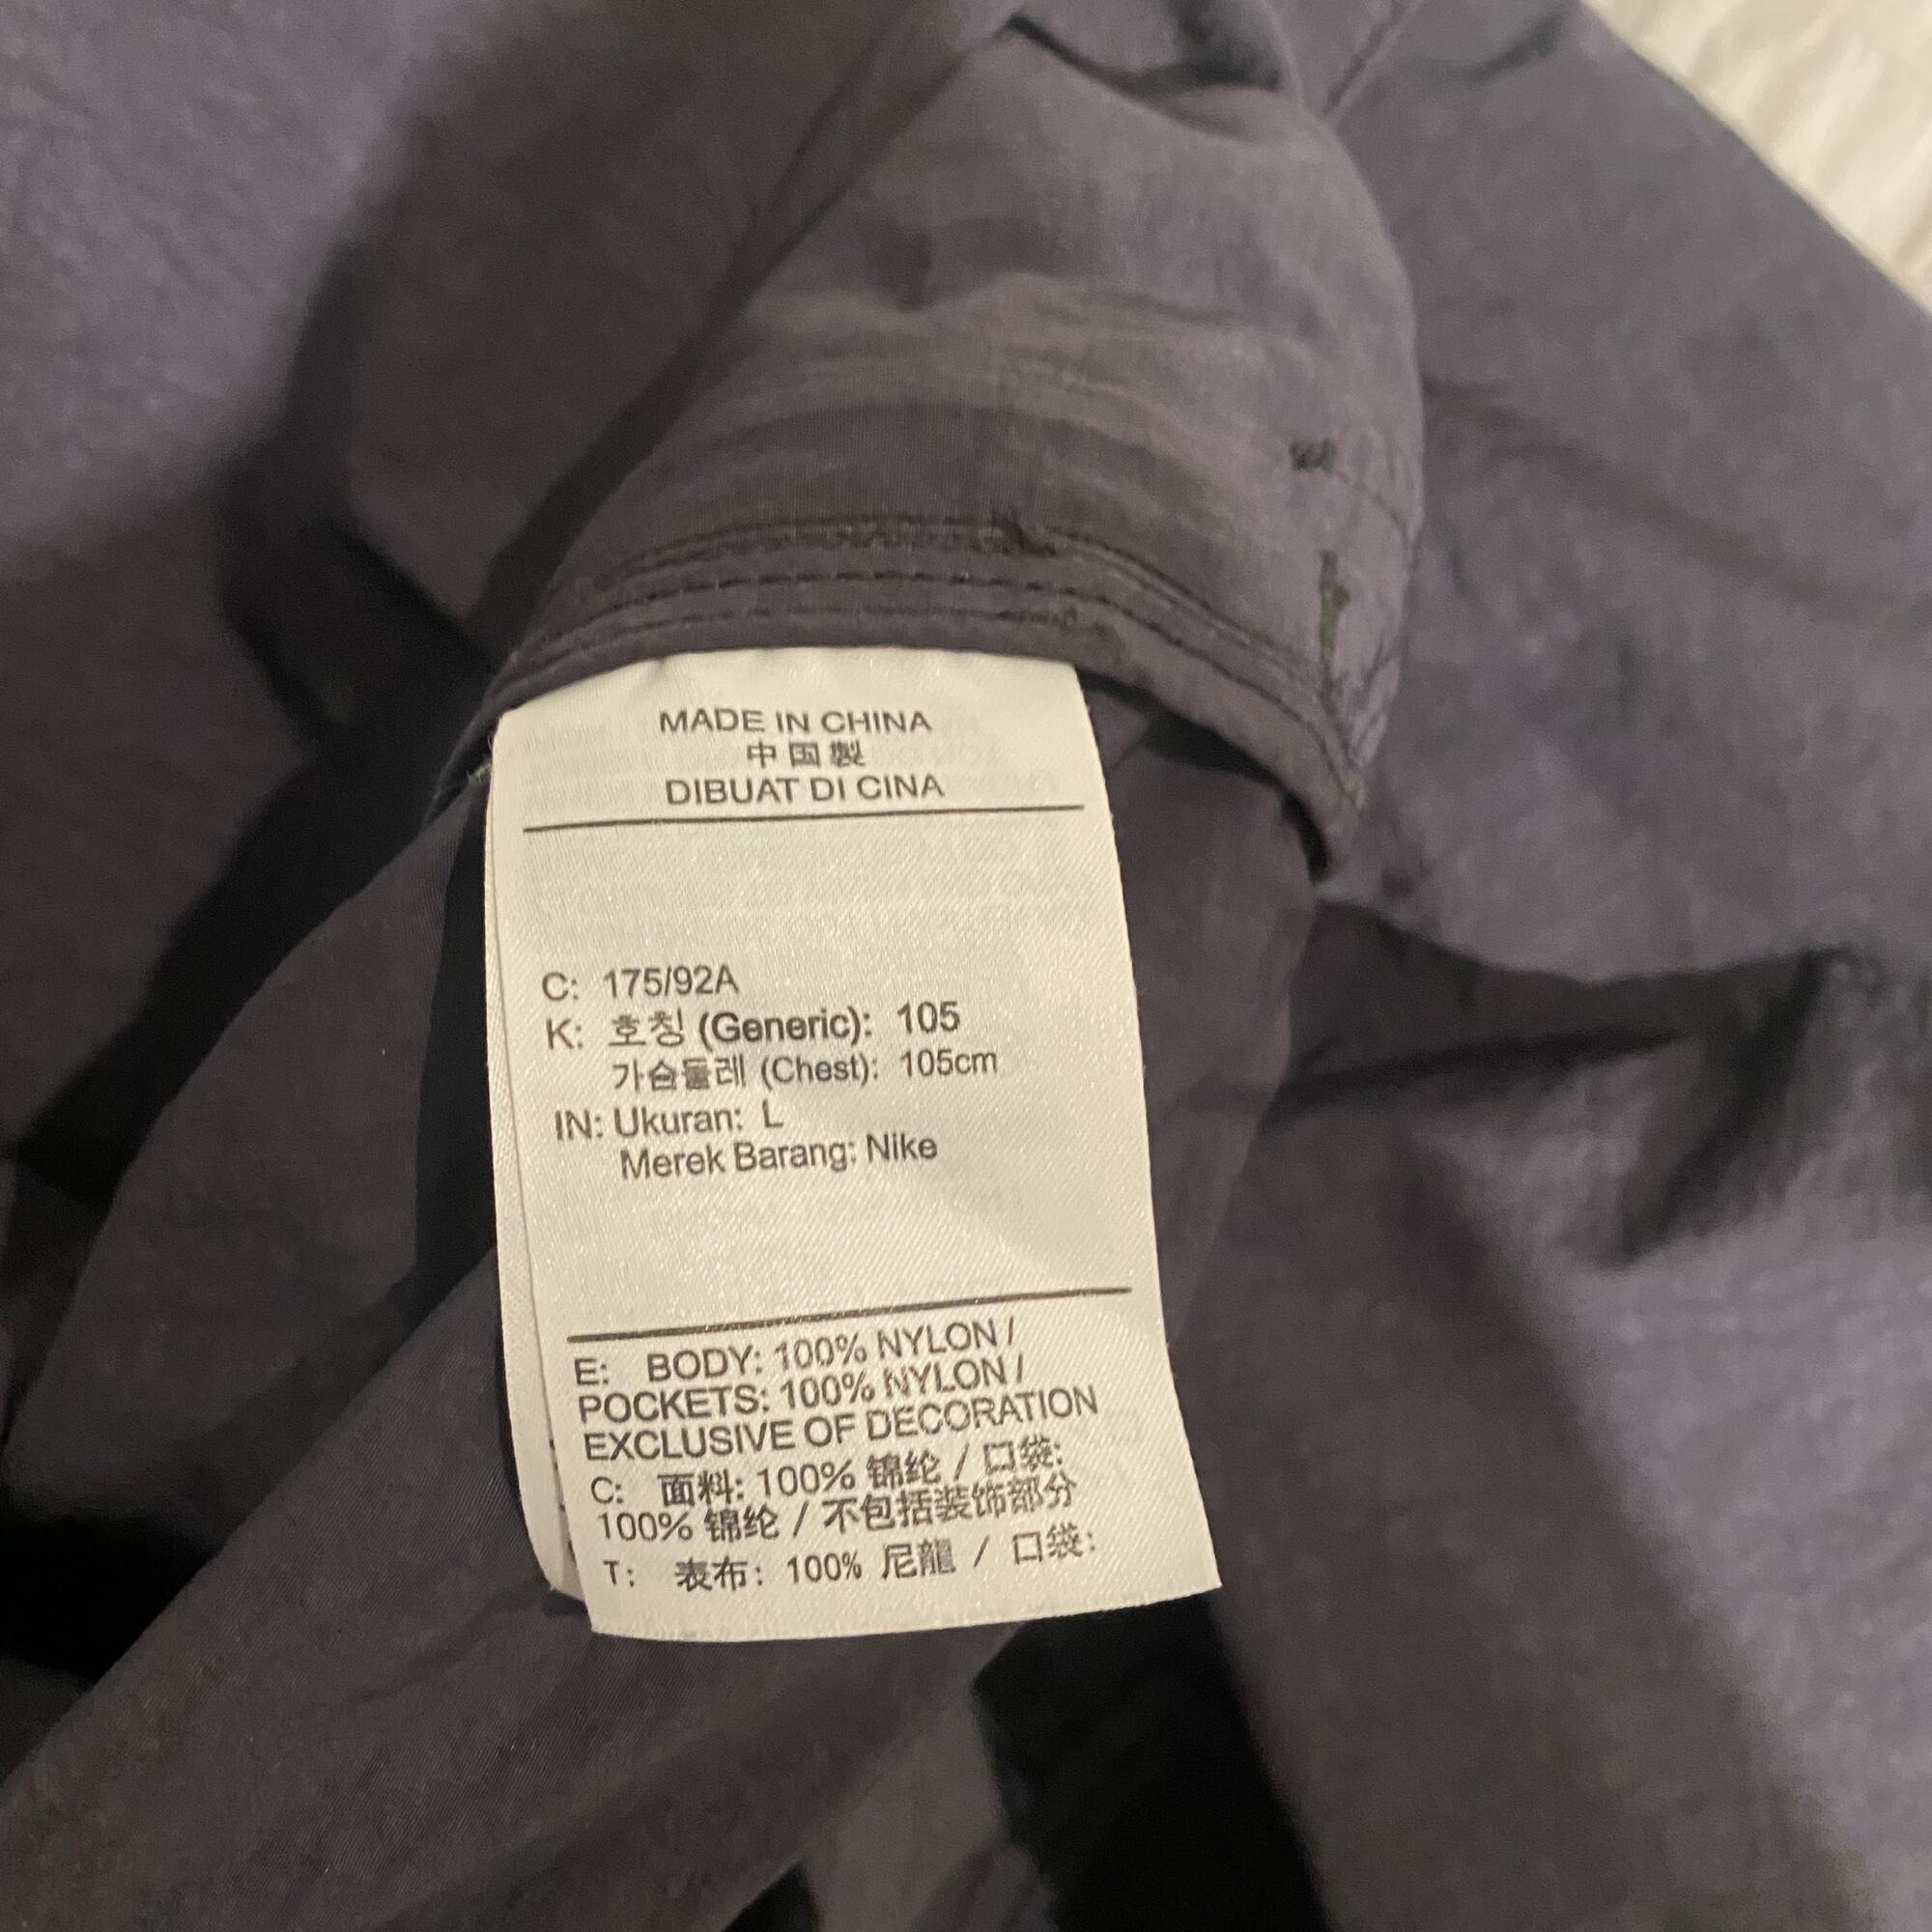 MADE IN CHINA
中国製
DIBUAT DI CINA
C: 175/92A
K: 호칭 (Generic): 105
가슴둘레 (Chest): 105cm
IN: Ukuran: L
Merek Barang: Nike
E: BODY: 100% NYLON /
POCKETS: 100% NYLON /
EXCLUSIVE OF DECORATION
C: 面料: 100% 锦纶 / 口袋:
100% 锦纶 / 不包括装饰部分
T: 表布: 100% 尼龍 / 口袋: